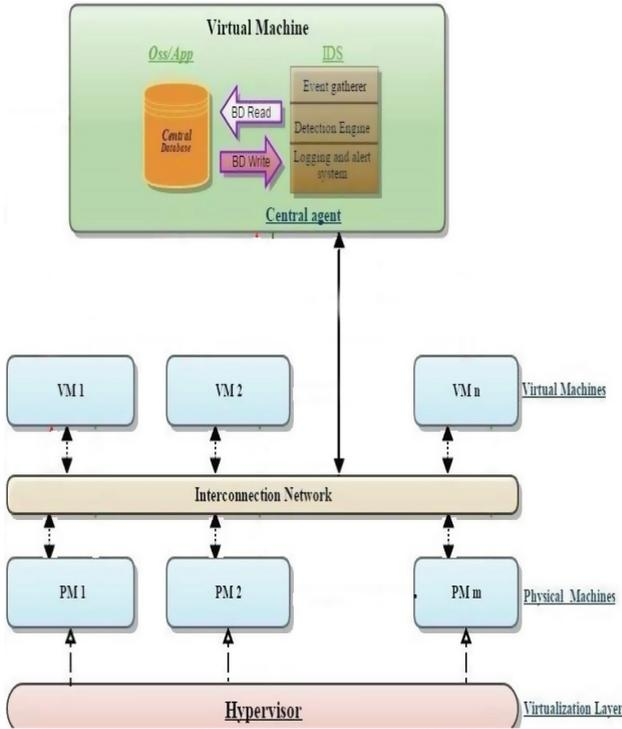 Virtual Machine
Oss/App
IDS
Event gatherer
BD Read
Central
Database
Detection Engine
BD Write
Logging and alert
system
Central agent
VM 1
VM 2
VM n
Virtual Machines
Interconnection Network
PM 1
PM 2
PM m
Physical Machines
Hypervisor
Virtualization Layer